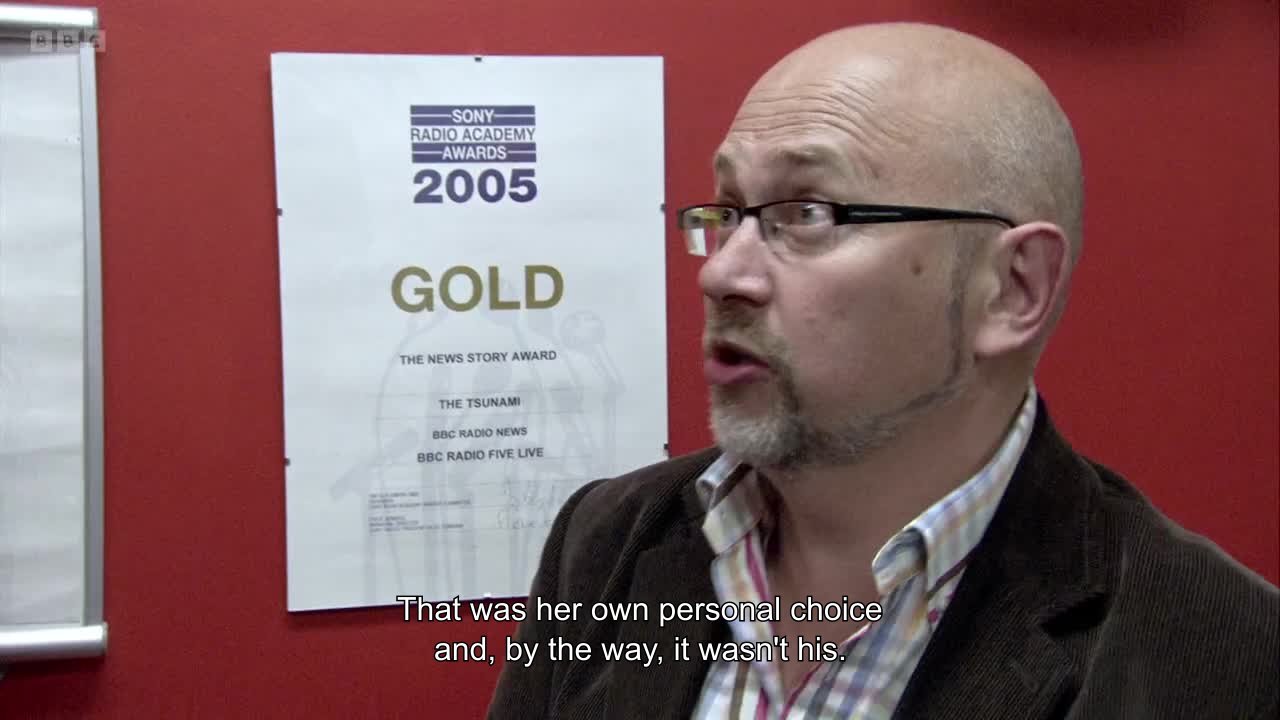 BBC
SONY
RADIO ACADEMY
AWARDS
2005
GOLD
THE NEWS STORY AWARD
THE TSUNAMI
BBC RADIO NEWS
BBC RADIO FIVE LIVE
That was her own personal choice
and, by the way, it wasn't his.